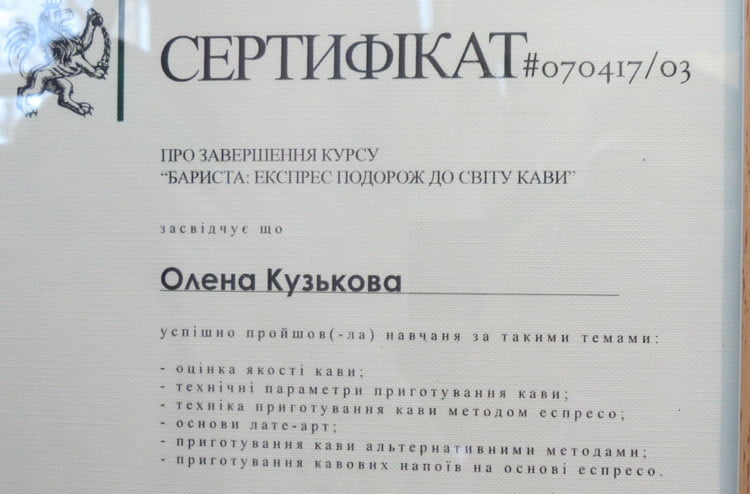 СЕРТИФІКАТ#070417/03
ПРО ЗАВЕРШЕННЯ КУРСУ
“БАРИСТА: ЕКСПРЕС ПОДОРОЖ ДО СВІТУ КАВИ”
засвідчує що
Олена Кузькова
успішно пройшов(-ла) навчаня за такими темами:
- оцінка якості кави;
- технічні параметри приготування кави;
- техніка приготування кави методом еспресо;
- основи лате-арт;
- приготування кави альтернативними методами;
- приготування кавових напоїв на основі еспресо.